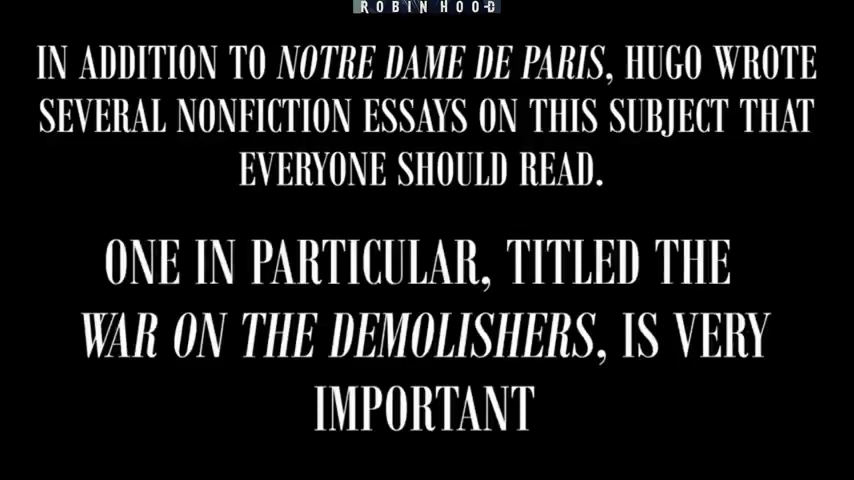 ROBIN HOOD
IN ADDITION TO NOTRE DAME DE PARIS, HUGO WROTE
SEVERAL NONFICTION ESSAYS ON THIS SUBJECT THAT
EVERYONE SHOULD READ.
ONE IN PARTICULAR, TITLED THE
WAR ON THE DEMOLISHERS, IS VERY
IMPORTANT